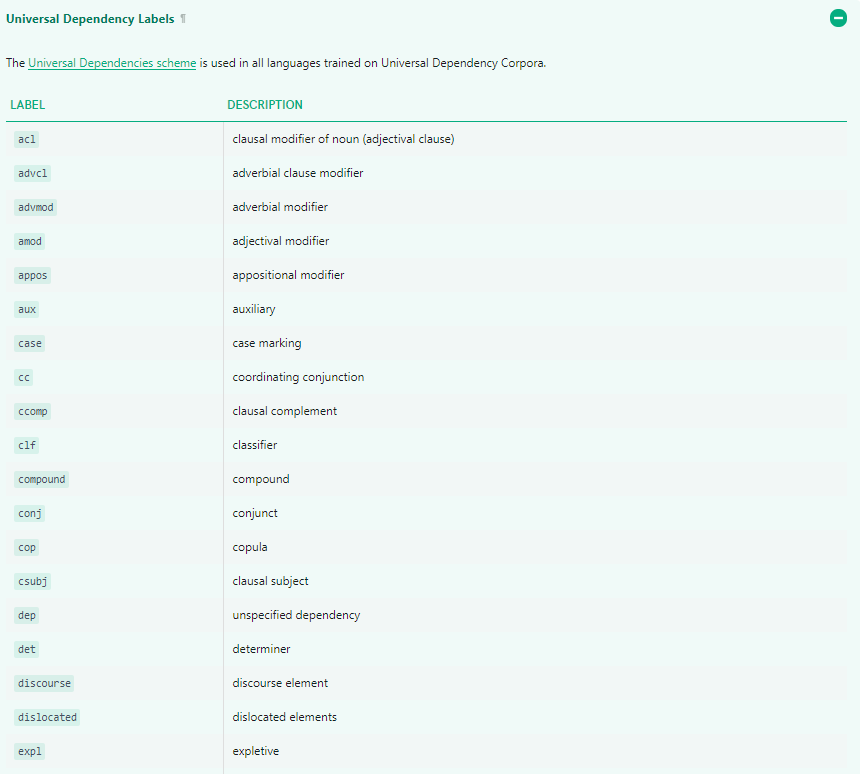 Universal Dependency Labels ¶
The Universal Dependencies scheme is used in all languages trained on Universal Dependency Corpora.
LABEL DESCRIPTION
acl clausal modifier of noun (adjectival clause)
advcl adverbial clause modifier
advmod adverbial modifier
amod adjectival modifier
appos appositional modifier
aux auxiliary
case case marking
cc coordinating conjunction
ccomp clausal complement
clf classifier
compound compound
conj conjunct
cop copula
csubj clausal subject
dep unspecified dependency
det determiner
discourse discourse element
dislocated dislocated elements
expl expletive